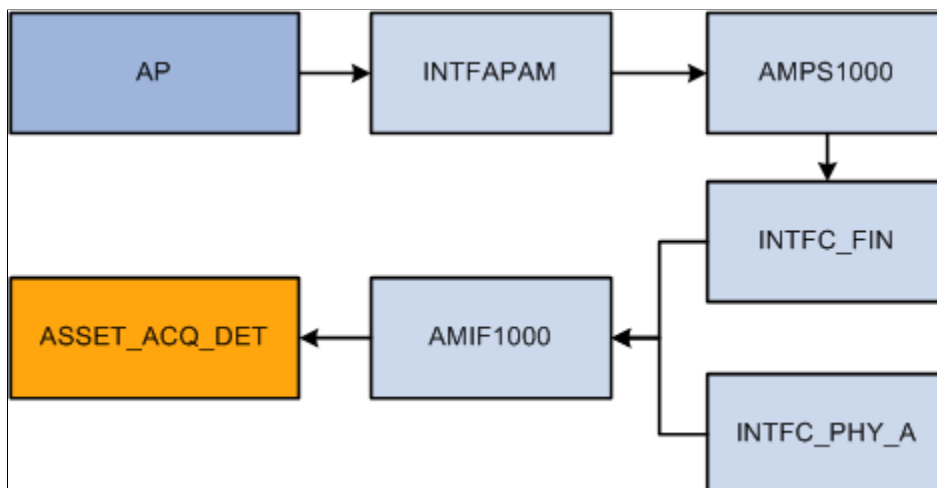 AP
INTFAPAM
AMPS1000
INTFC_FIN
ASSET_ACQ_DET
AMIF1000
INTFC_PHY_A